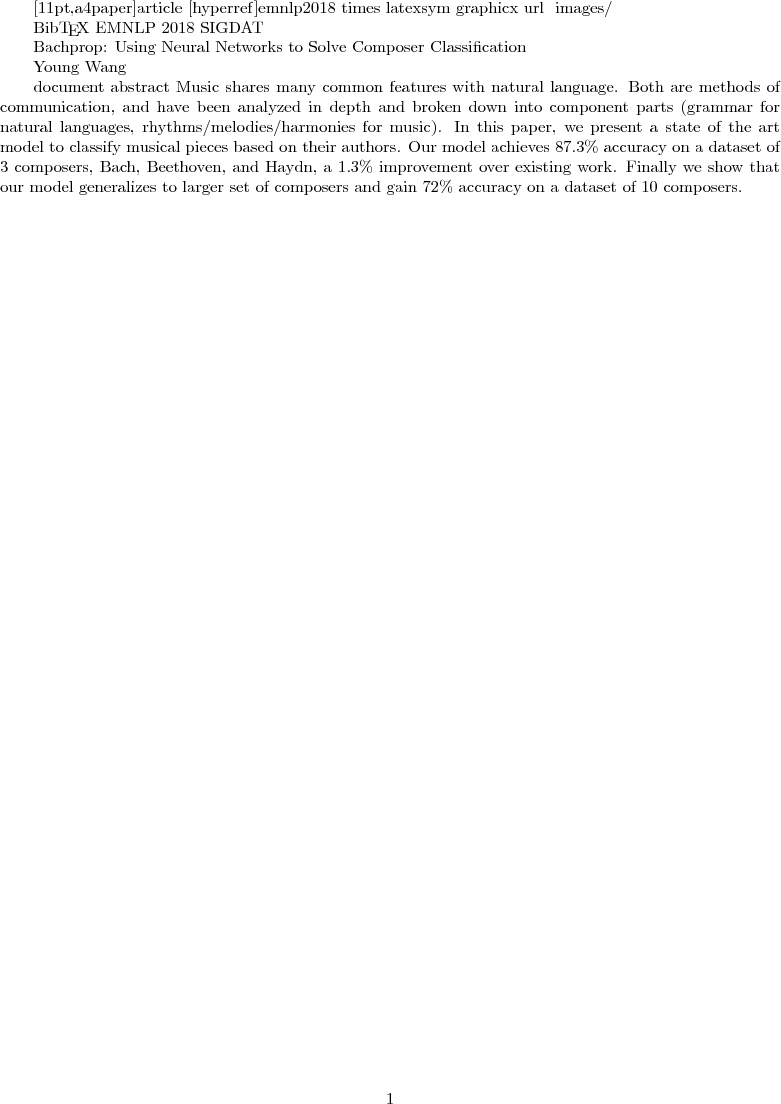 [11pt,a4paper]article [hyperref]emnlp2018 times latexsym graphicx url images/
BibTEX EMNLP 2018 SIGDAT
Bachprop: Using Neural Networks to Solve Composer Classification
Young Wang
document abstract Music shares many common features with natural language. Both are methods of
communication, and have been analyzed in depth and broken down into component parts (grammar for
natural languages, rhythms/melodies/harmonies for music). In this paper, we present a state of the art
model to classify musical pieces based on their authors. Our model achieves 87.3% accuracy on a dataset of
3 composers, Bach, Beethoven, and Haydn, a 1.3% improvement over existing work. Finally we show that
our model generalizes to larger set of composers and gain 72% accuracy on a dataset of 10 composers.
1